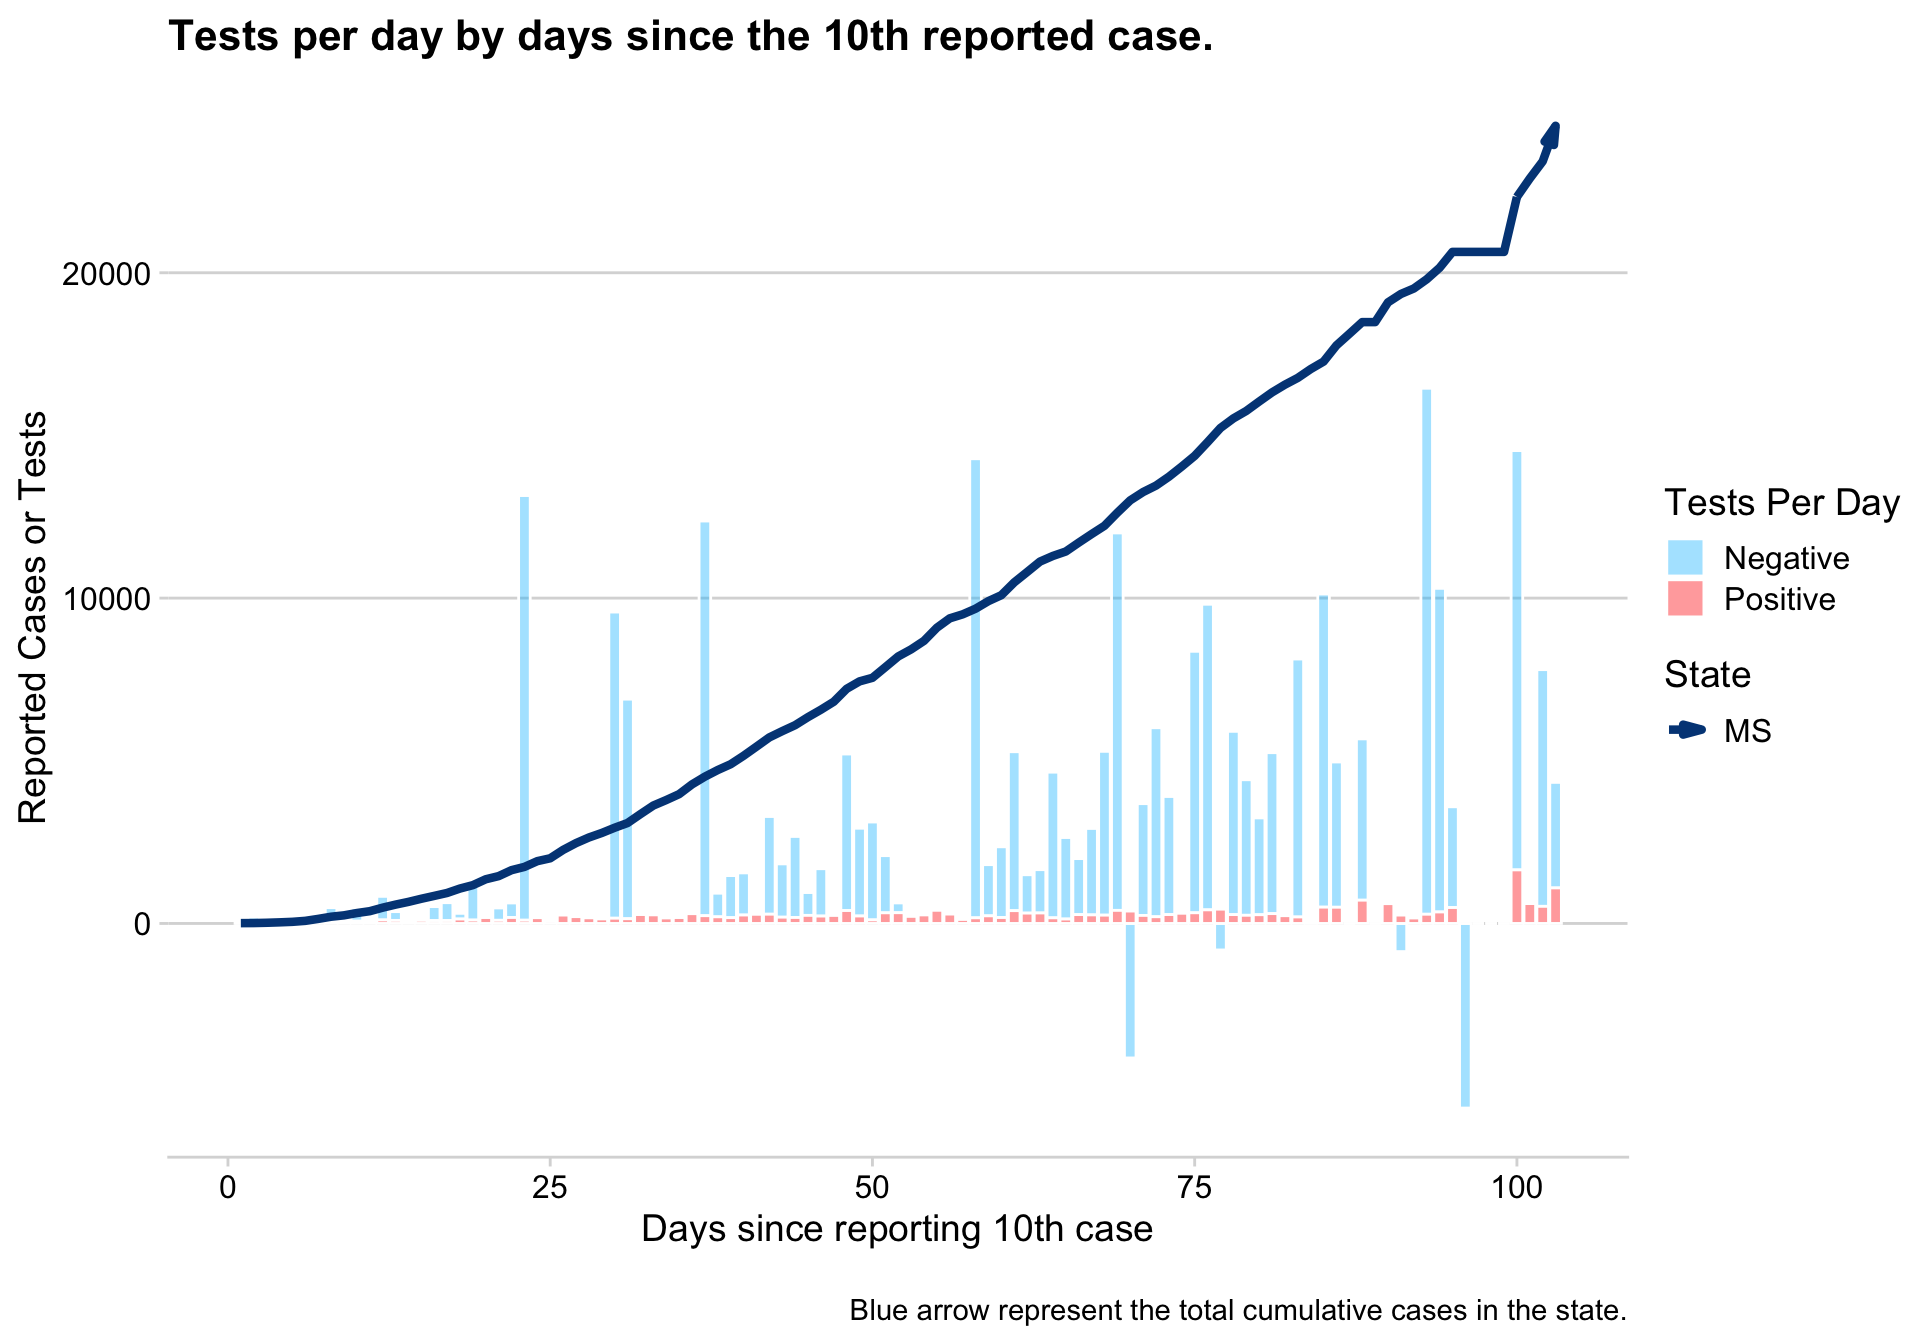 Tests per day by days since the 10th reported case.
Reported Cases or Tests
20000
10000
0
0 25 50 75 100
Days since reporting 10th case
Tests Per Day
Negative
Positive
State
MS
Blue arrow represent the total cumulative cases in the state.